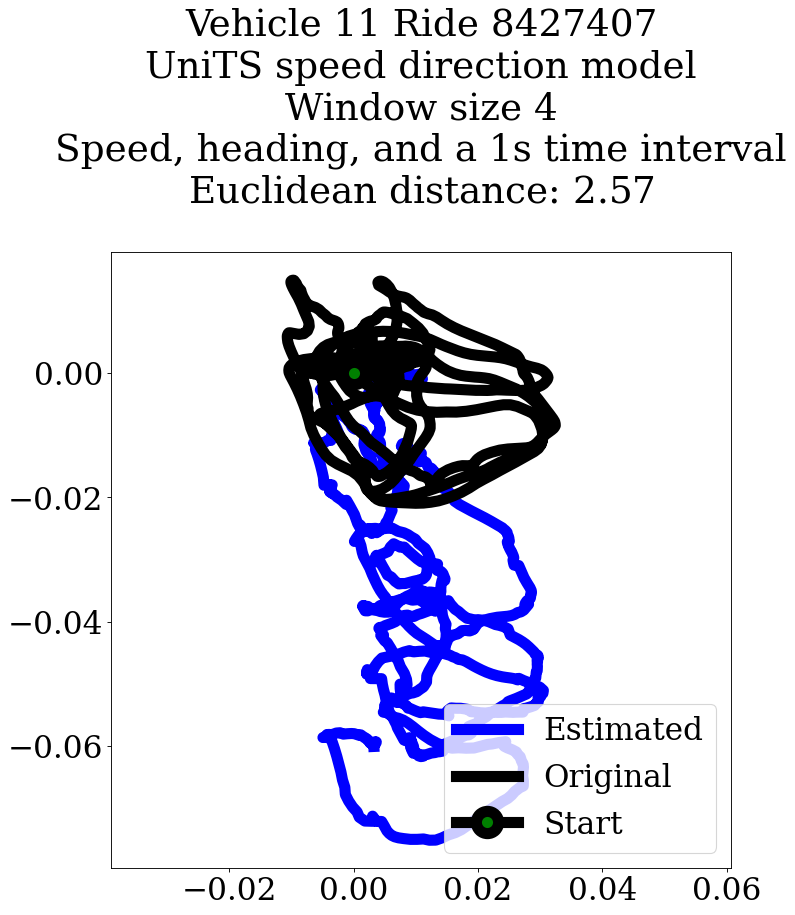 Vehicle 11 Ride 8427407
UniTS speed direction model
Window size 4
Speed, heading, and a 1s time interval
Euclidean distance: 2.57
0.00
−0.02
−0.04
−0.06
Estimated
Original
Start
−0.02 0.00 0.02 0.04 0.06